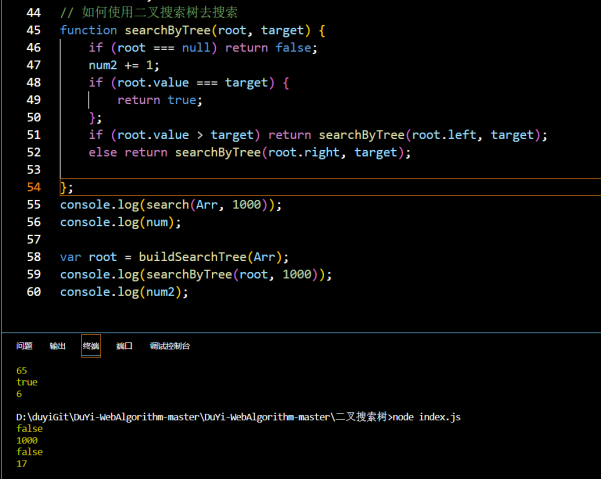 44 // 如何使用二叉搜索树去搜索
45 function searchByTree(root, target) {
46 if (root === null) return false;
47 num2 += 1;
48 if (root.value === target) {
49 return true;
50 };
51 if (root.value > target) return searchByTree(root.left, target);
52 else return searchByTree(root.right, target);
53
54 };
55 console.log(search(Arr, 1000));
56 console.log(num);
57
58 var root = buildSearchTree(Arr);
59 console.log(searchByTree(root, 1000));
60 console.log(num2);
问题 输出 终端 端口 调试控制台
65
true
6
D:\duyiGit\DuYi-WebAlgorithm-master\DuYi-WebAlgorithm-master\二叉搜索树>node index.js
false
1000
false
17